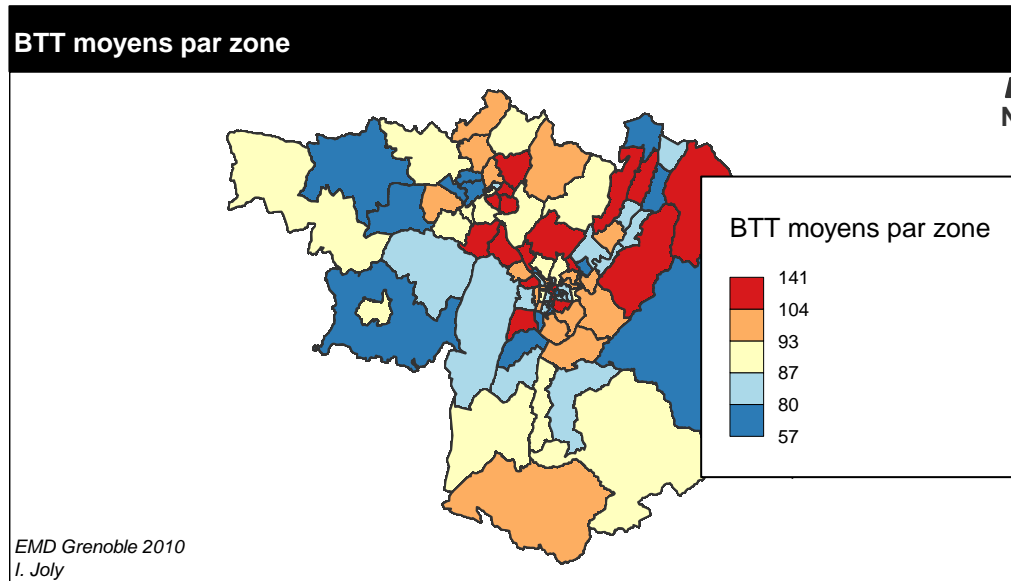 BTT moyens par zone
N
BTT moyens par zone
141
104
93
87
80
57
EMD Grenoble 2010
I. Joly